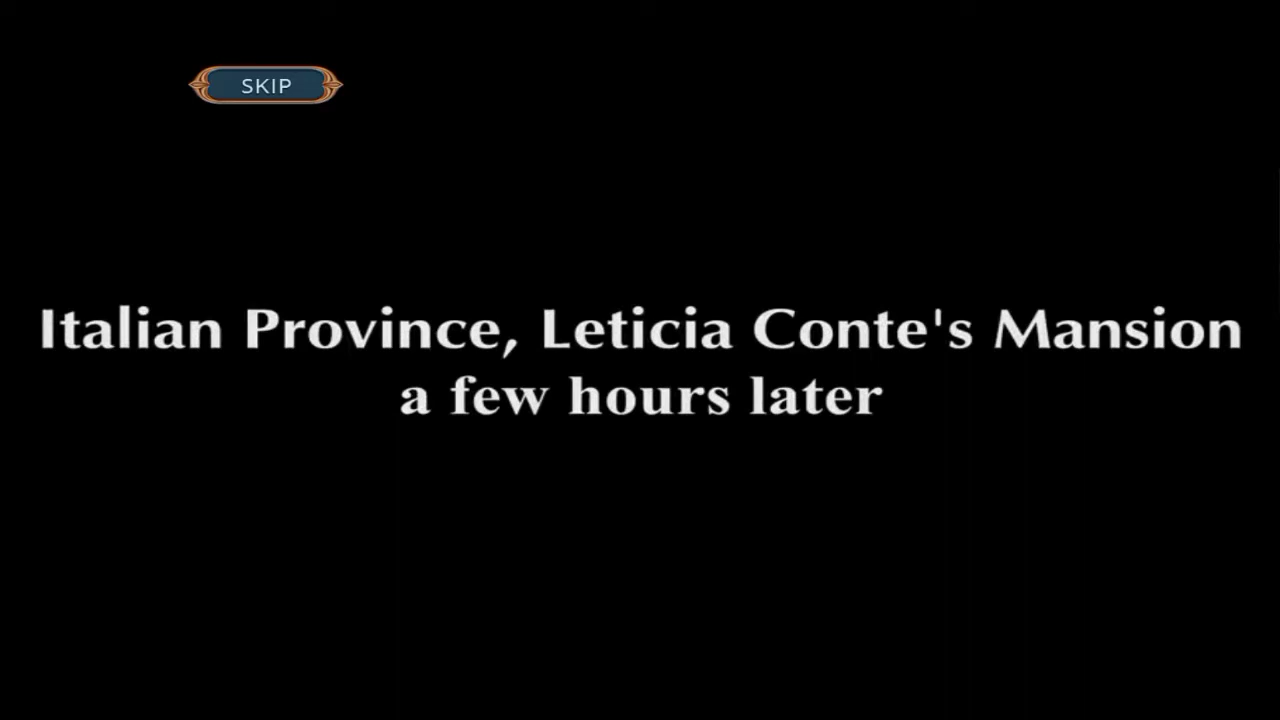 SKIP
Italian Province, Leticia Conte's Mansion
a few hours later